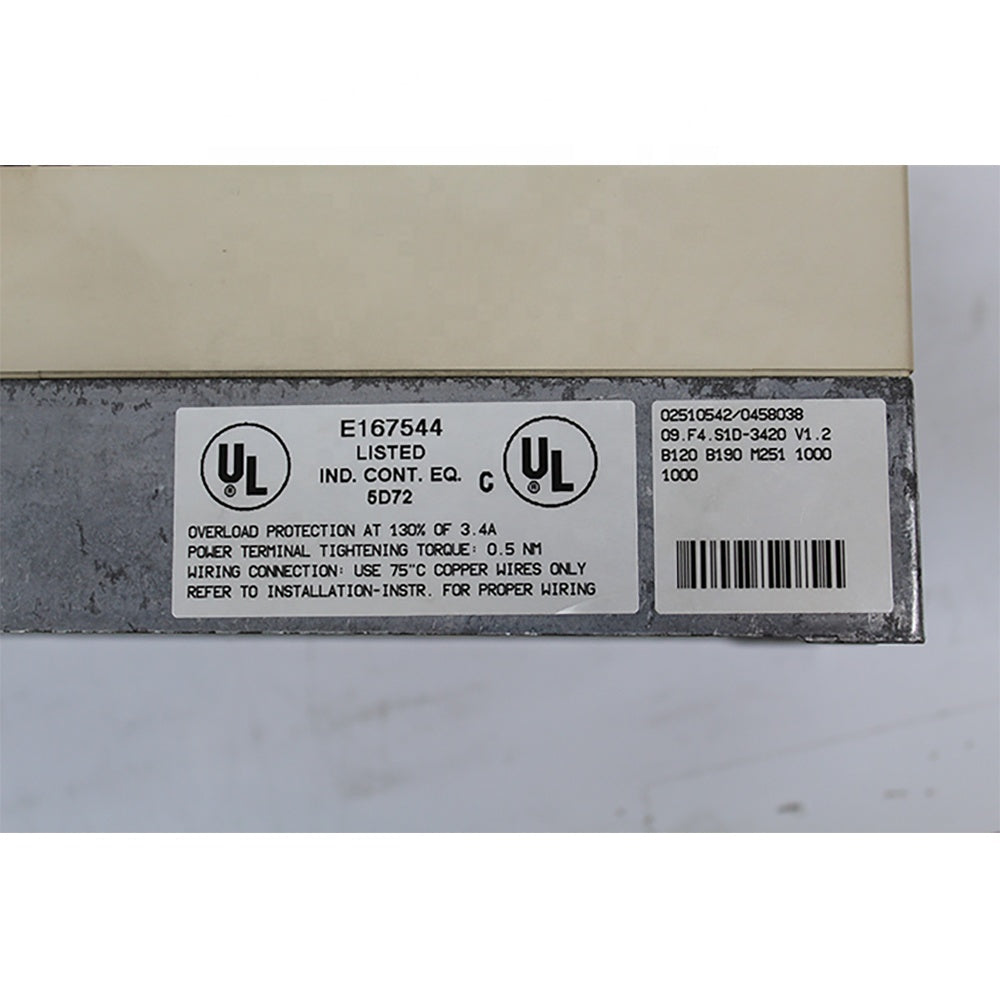 UL
®
E167544
LISTED
IND. CONT. EQ.
5D72
C UL
®
OVERLOAD PROTECTION AT 130% OF 3.4A
POWER TERMINAL TIGHTENING TORQUE: 0.5 NM
WIRING CONNECTION: USE 75"C COPPER WIRES ONLY
REFER TO INSTALLATION-INSTR. FOR PROPER WIRING
02510542/0458038
09.F4.S1D-3420 V1.2
B120 B190 M251 1000
1000